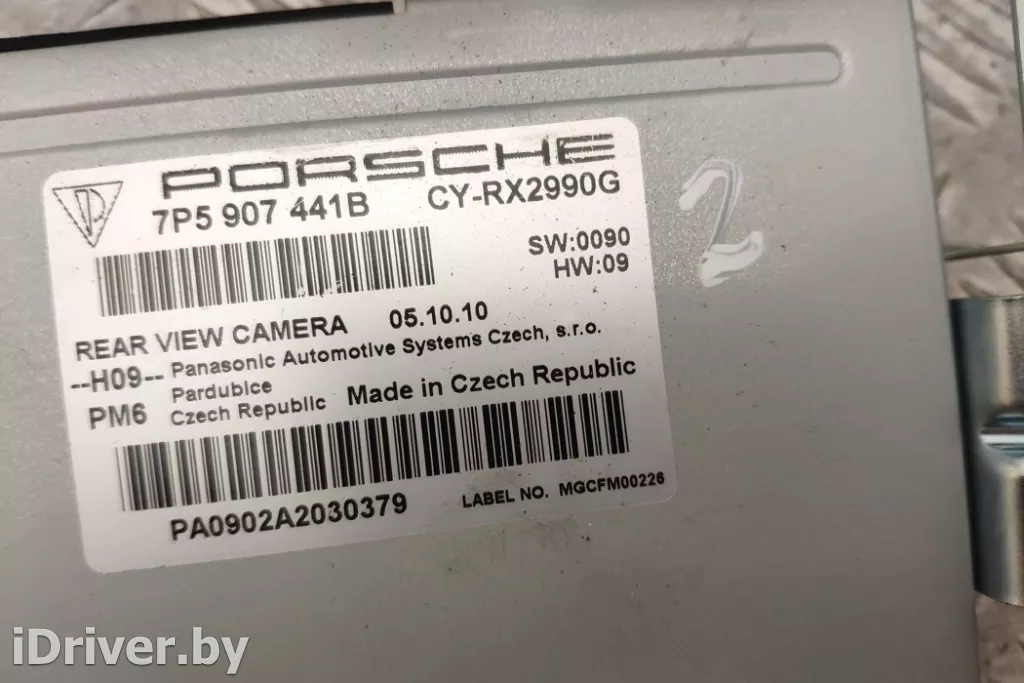 PORSCHE
7P5 907 441B CY-RX2990G
SW:0090
HW:09
REAR VIEW CAMERA 05.10.10
--H09-- Panasonic Automotive Systems Czech, s.r.o.
Pardubice
PM6 Czech Republic Made in Czech Republic
PA0902A2030379 LABEL NO. MGCFM00226
2
iDriver.by